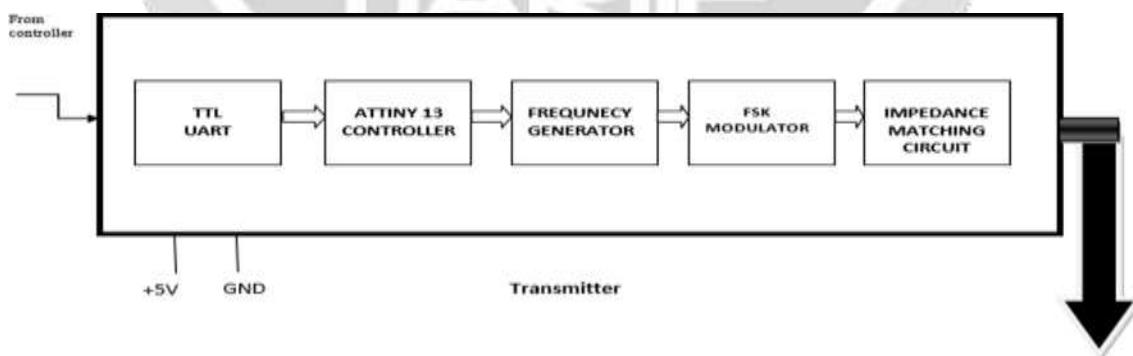 From
controller
TTL
UART
ATTINY 13
CONTROLLER
FREQUNECY
GENERATOR
FSK
MODULATOR
IMPEDANCE
MATCHING
CIRCUIT
+5V
GND
Transmitter